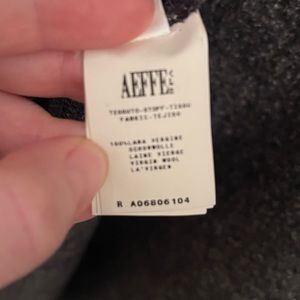 AEFFE
TESSUTO-STOFF-TISSU
FABRIC-TEJIDO
100%LANA VERGINE
SCHURWOLLE
LAINE VIERGE
VIRGIN WOOL
LA'VIRGEN
R A06806104